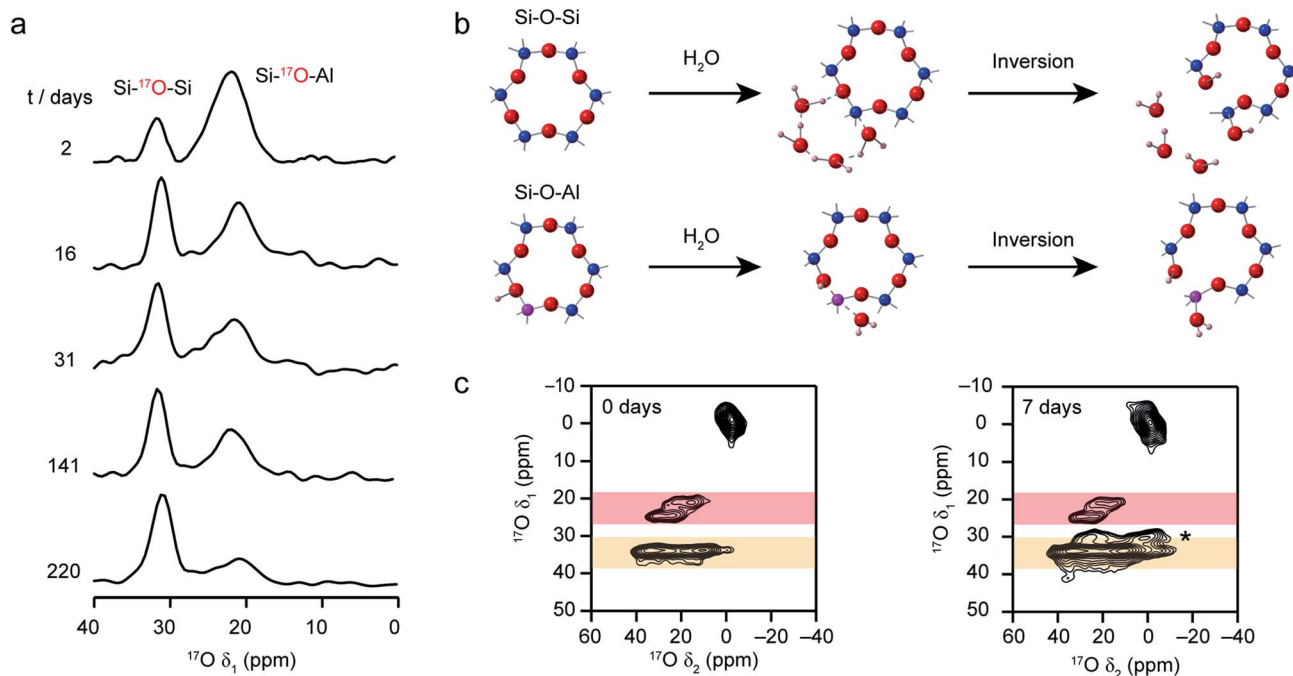 a
t / days
Si-¹⁷O-Si
Si-¹⁷O-Al
2
16
31
141
220
40 30 20 10 0
¹⁷O δ₁ (ppm)
b
Si-O-Si
H₂O
Inversion
Si-O-Al
H₂O
Inversion
c
0 days
–10
0
10
20
30
40
50
¹⁷O δ₁ (ppm)
60 40 20 0 –20 –40
¹⁷O δ₂ (ppm)
7 days
*
–10
0
10
20
30
40
50
¹⁷O δ₁ (ppm)
60 40 20 0 –20 –40
¹⁷O δ₂ (ppm)